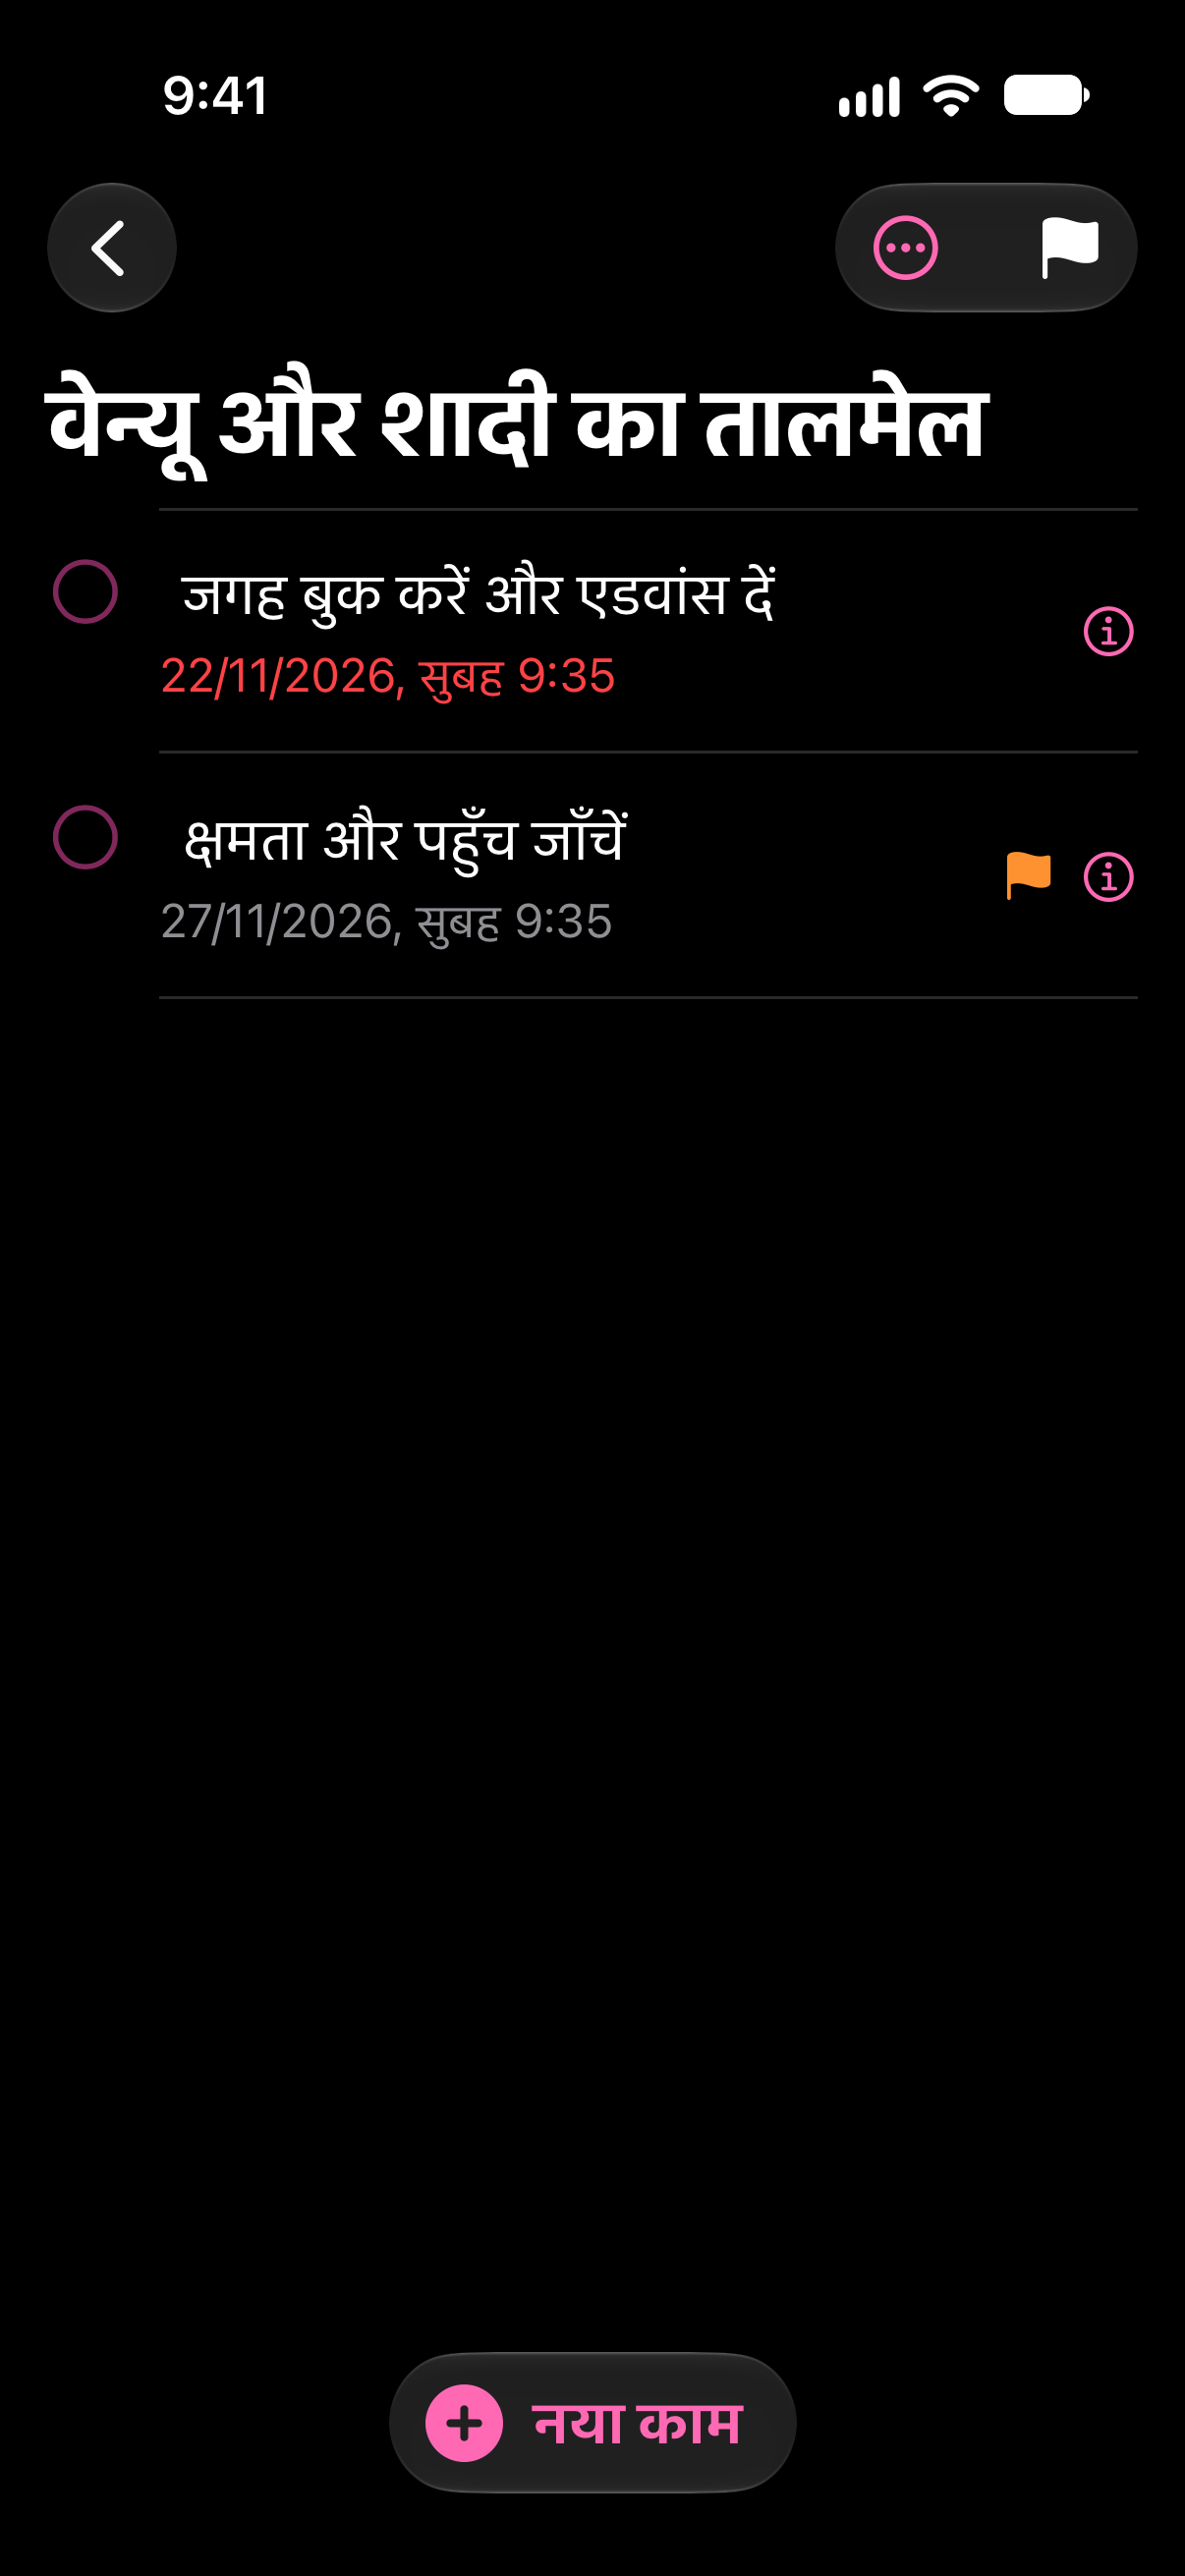 9:41
वेन्यू और शादी का तालमेल
जगह बुक करें और एडवांस दें
22/11/2026, सुबह 9:35
क्षमता और पहुँच जाँचें
27/11/2026, सुबह 9:35
नया काम